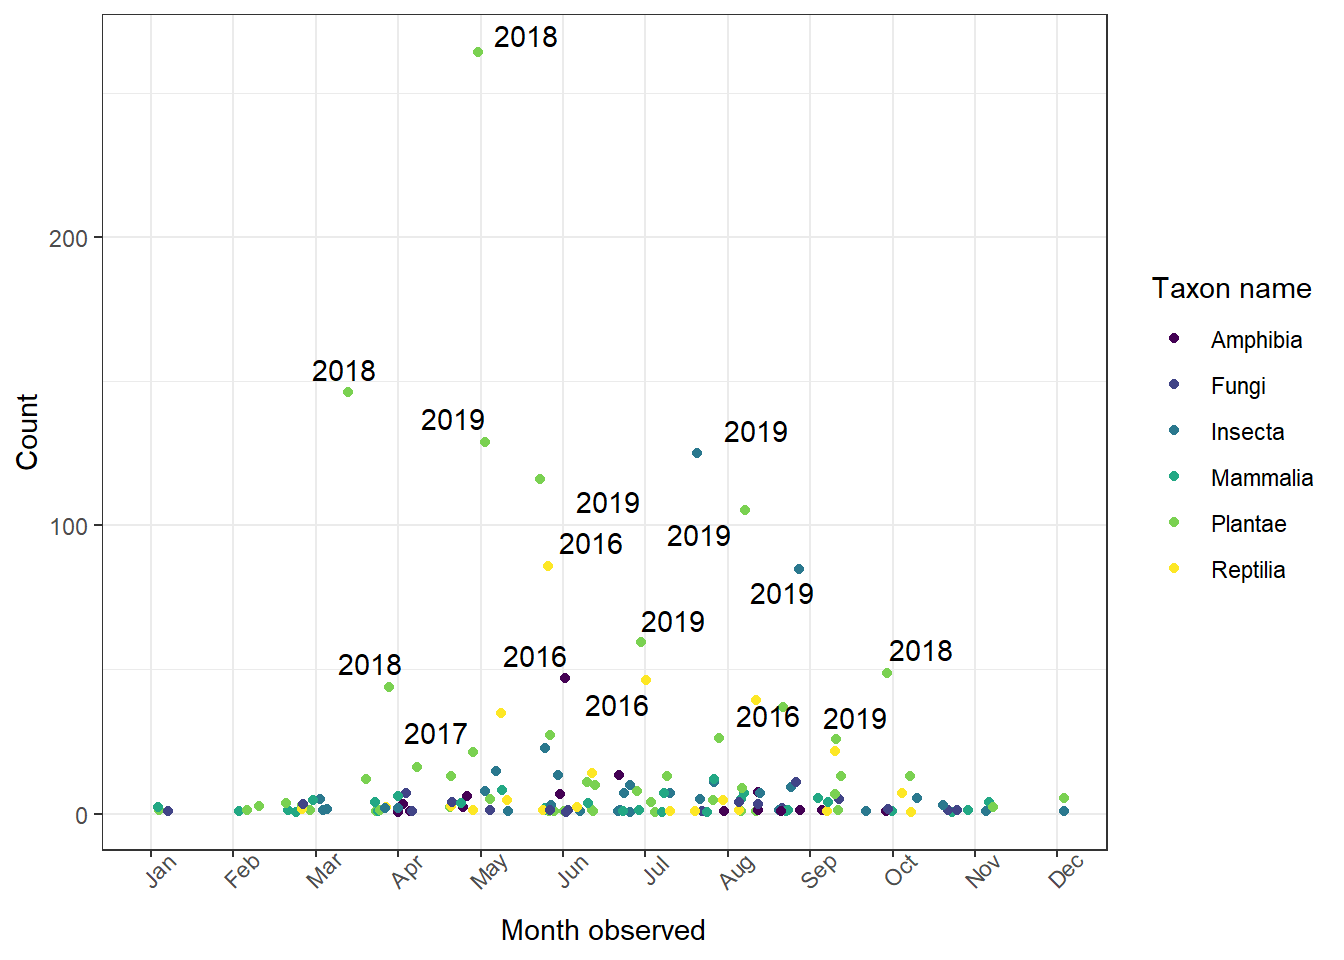 2018
2018
2019
2019
2019
2016
2019
2019
2019
2016
2018
2018
2016
2016
2019
2017
200
100
0
Count
Jan
Feb
Mar
Apr
May
Jun
Jul
Aug
Sep
Oct
Nov
Dec
Month observed
Taxon name
Amphibia
Fungi
Insecta
Mammalia
Plantae
Reptilia